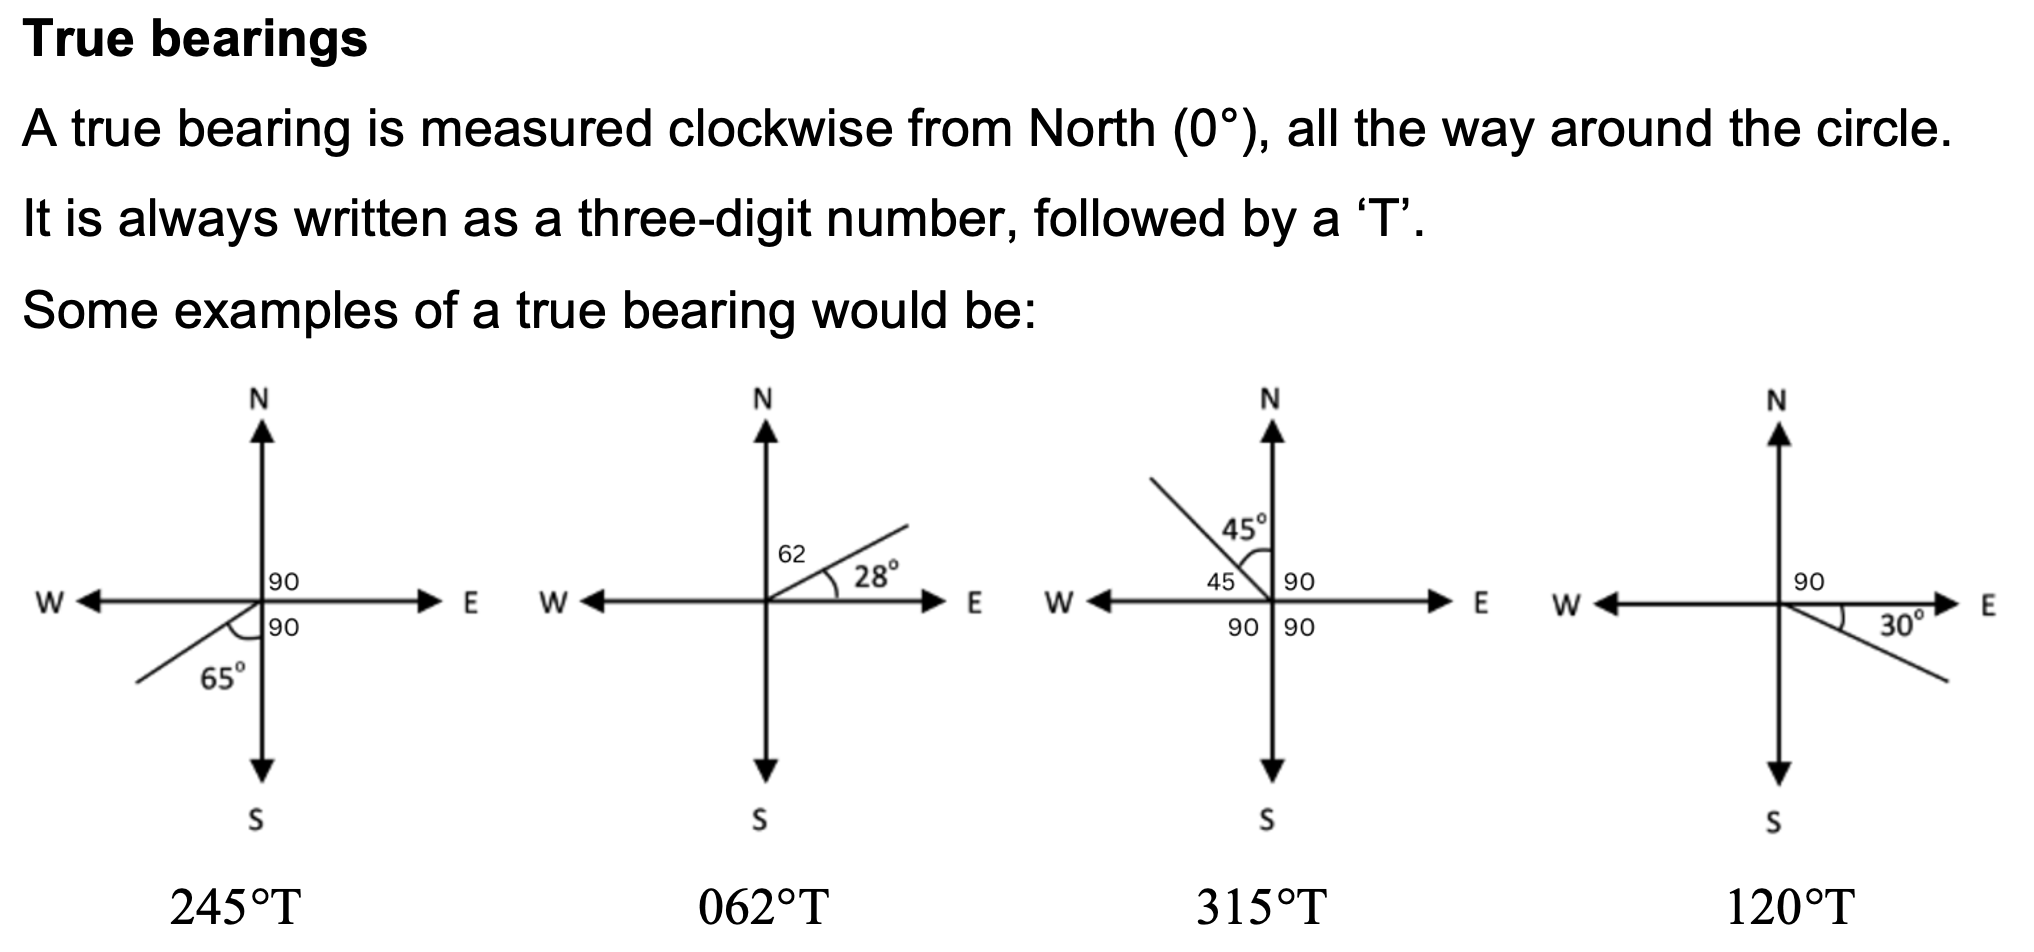 True bearings
A true bearing is measured clockwise from North (0°), all the way around the circle.
It is always written as a three-digit number, followed by a ‘T’.
Some examples of a true bearing would be:
N
90
W E
90
65°
S
245°T
N
62
28°
W E
S
062°T
N
45°
45 90
W E
90 90
S
315°T
N
90
W E
30°
S
120°T